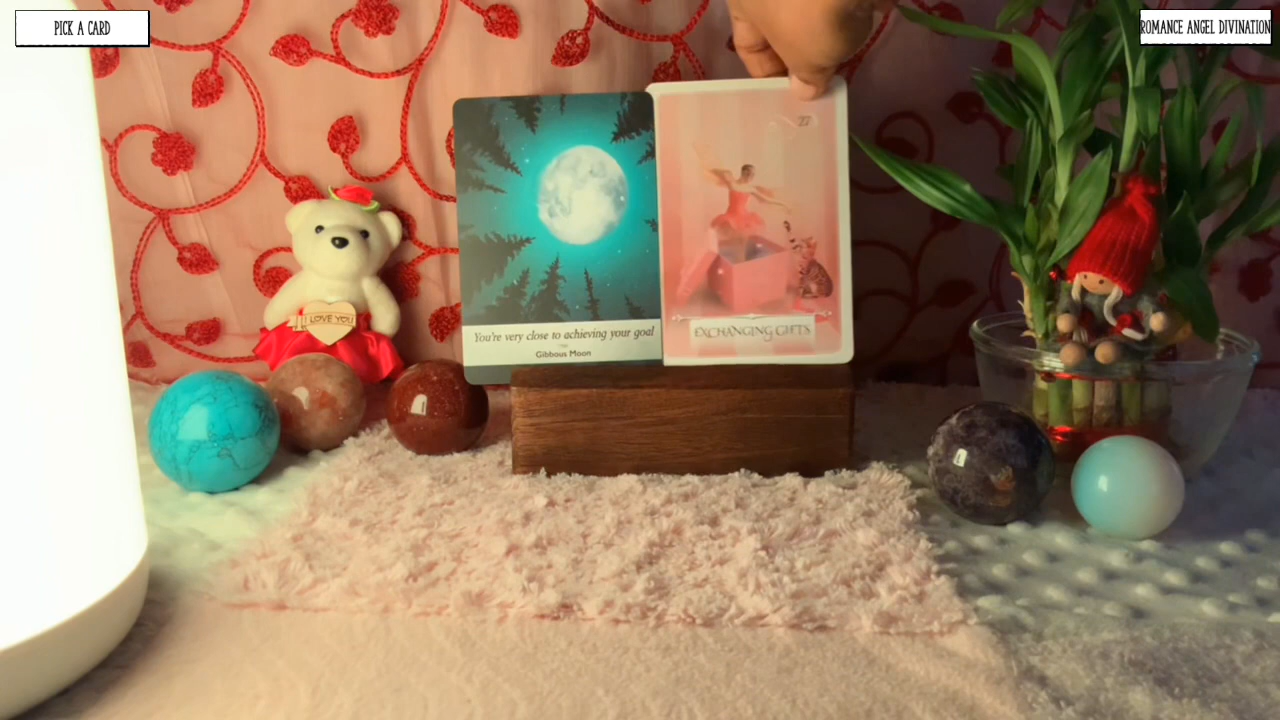 PICK A CARD
ROMANCE ANGEL DIVINATION
27
I LOVE YOU
You're very close to achieving your goal
Gibbous Moon
EXCHANGING GIFTS